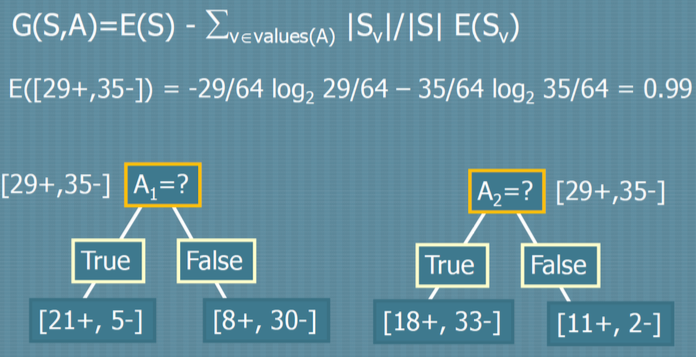 G(S,A)=E(S) - ∑v∈values(A) |Sv|/|S| E(Sv)
E([29+,35-]) = -29/64 log2 29/64 – 35/64 log2 35/64 = 0.99
[29+,35-] A1=?
A2=? [29+,35-]
True False
True False
[21+, 5-] [8+, 30-]
[18+, 33-] [11+, 2-]